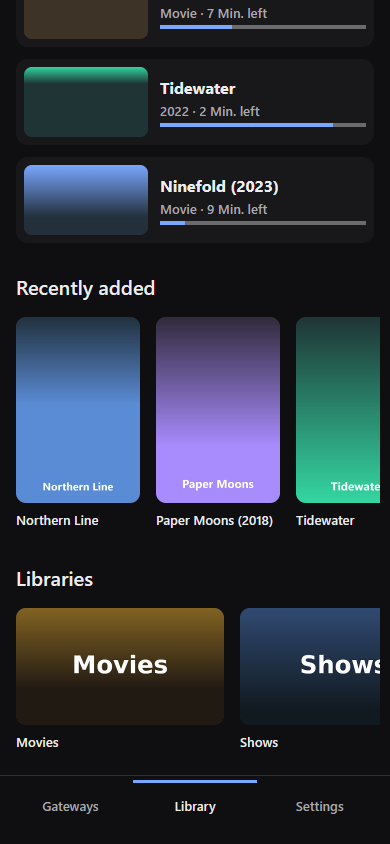 Movie · 7 Min. left
Tidewater
2022 · 2 Min. left
Ninefold (2023)
Movie · 9 Min. left
Recently added
Northern Line
Paper Moons
Tidewate
Northern Line
Paper Moons (2018)
Tidewater
Libraries
Movies
Shows
Movies
Shows
Gateways
Library
Settings